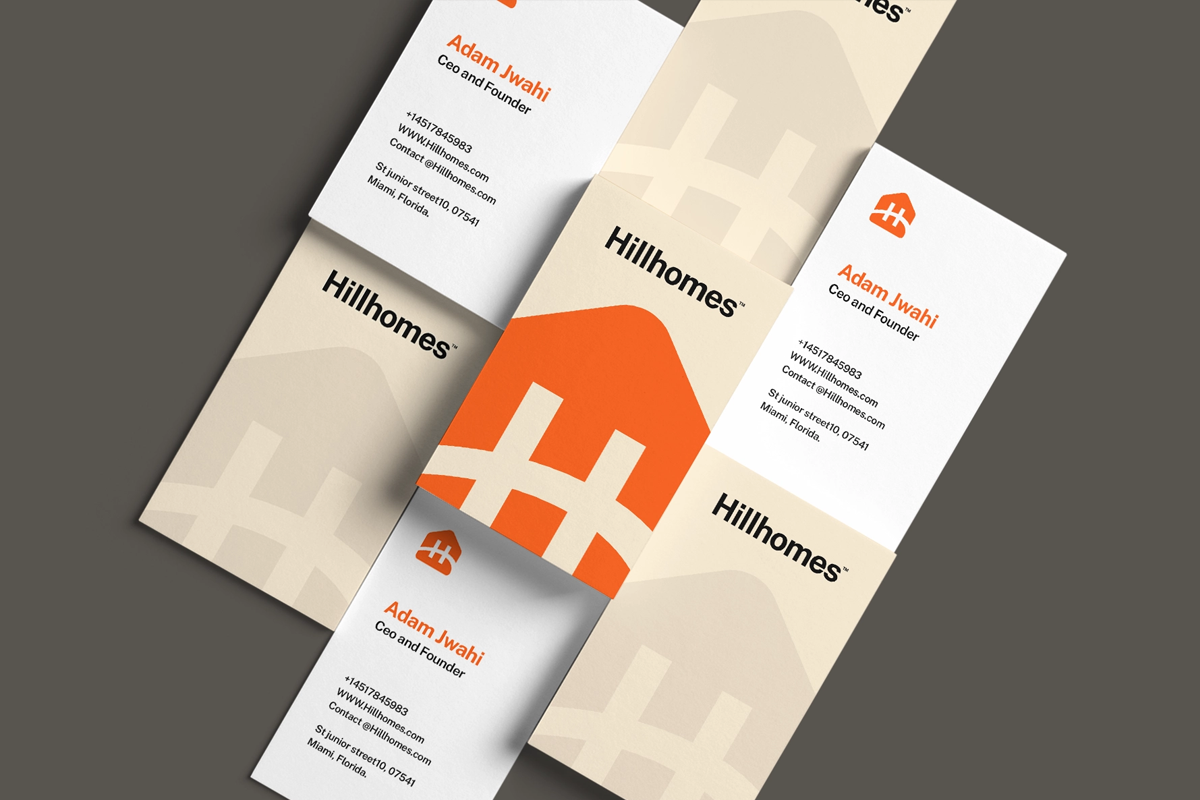 Adam Jwahi
Ceo and Founder
+14517845983
WWW.Hillhomes.com
Contact @Hillhomes.com
St junior street10, 07541
Miami, Florida.
Hillhomes™
Hillhomes™
Adam Jwahi
Ceo and Founder
+14517845983
WWW.Hillhomes.com
Contact @Hillhomes.com
St junior street10, 07541
Miami, Florida.
Hillhomes™
Hillhomes™
Adam Jwahi
Ceo and Founder
+14517845983
WWW.Hillhomes.com
Contact @Hillhomes.com
St junior street10, 07541
Miami, Florida.